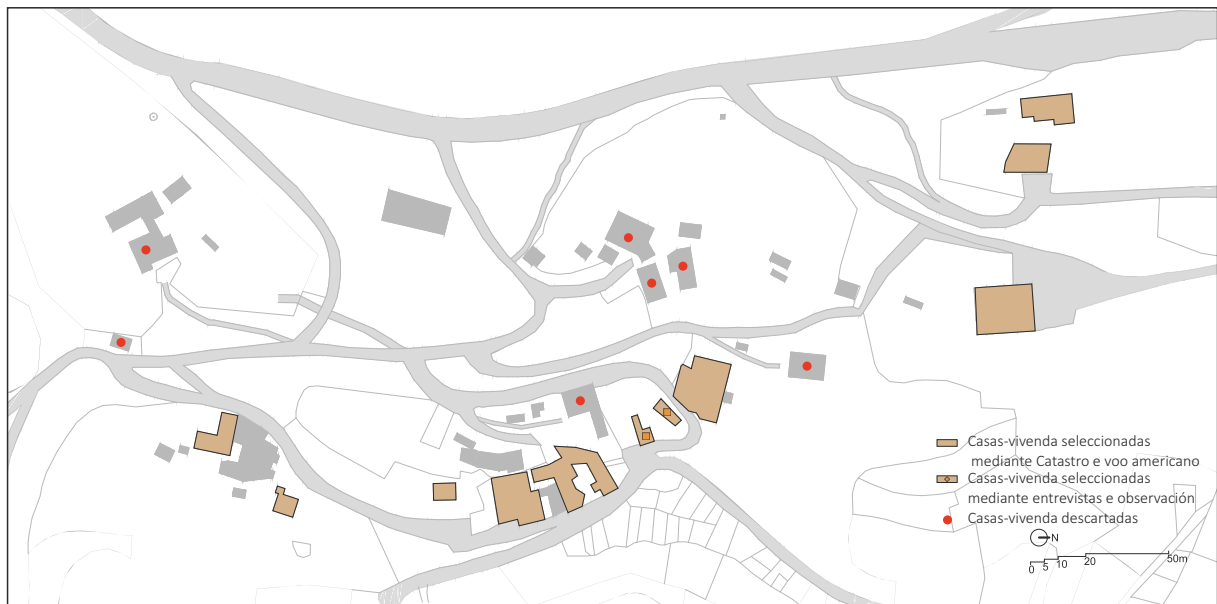 Casas-vivenda seleccionadas
mediante Catastro e voo americano
Casas-vivenda seleccionadas
mediante entrevistas e observación
Casas-vivenda descartadas
N
0 5 10 20 50m